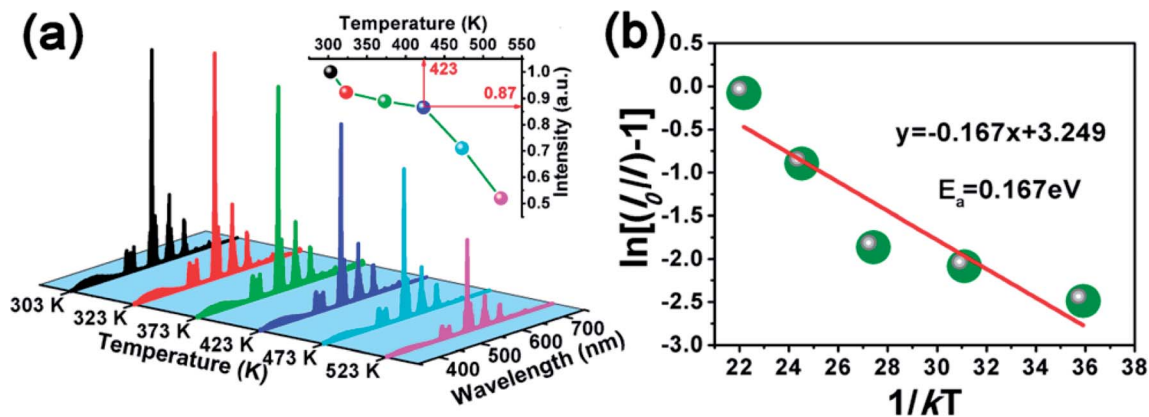 (a)
Temperature (K)
300 350 400 450 500 550
423
0.87
1.0
0.9
0.8
0.7
0.6
0.5
Intensity (a.u.)
303 K
323 K
373 K
423 K
473 K
523 K
Temperature (K)
400 500 600 700
Wavelength (nm)
(b)
0.5
0.0
-0.5
-1.0
-1.5
-2.0
-2.5
-3.0
ln[(I₀/I)-1]
y=-0.167x+3.249
Eₐ=0.167eV
22 24 26 28 30 32 34 36 38
1/kT